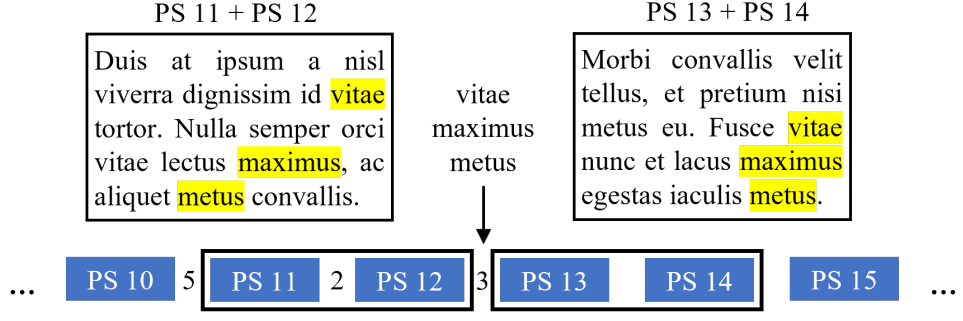 PS 11 + PS 12
Duis at ipsum a nisl
viverra dignissim id vitae
tortor. Nulla semper orci
vitae lectus maximus, ac
aliquet metus convallis.
vitae
maximus
metus
PS 13 + PS 14
Morbi convallis velit
tellus, et pretium nisi
metus eu. Fusce vitae
nunc et lacus maximus
egestas iaculis metus.
... PS 10 5 PS 11 2 PS 12 3 PS 13 PS 14 PS 15 ...